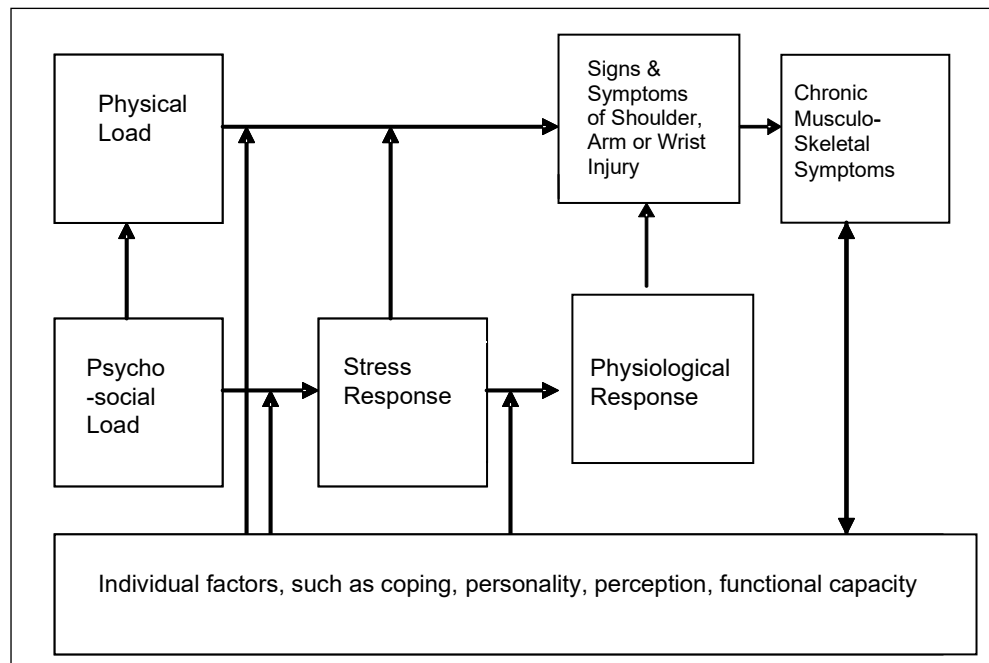 Physical
Load
Signs &
Symptoms
of Shoulder,
Arm or Wrist
Injury
Chronic
Musculo-
Skeletal
Symptoms
Psycho
-social
Load
Stress
Response
Physiological
Response
Individual factors, such as coping, personality, perception, functional capacity